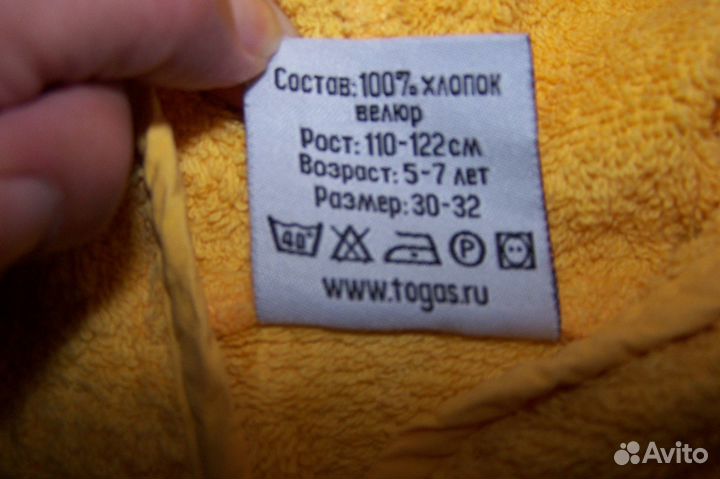 Состав: 100% хлопок
велюр
Рост: 110-122см
Возраст: 5-7 лет
Размер: 30-32
40° P
www.togas.ru
Avito